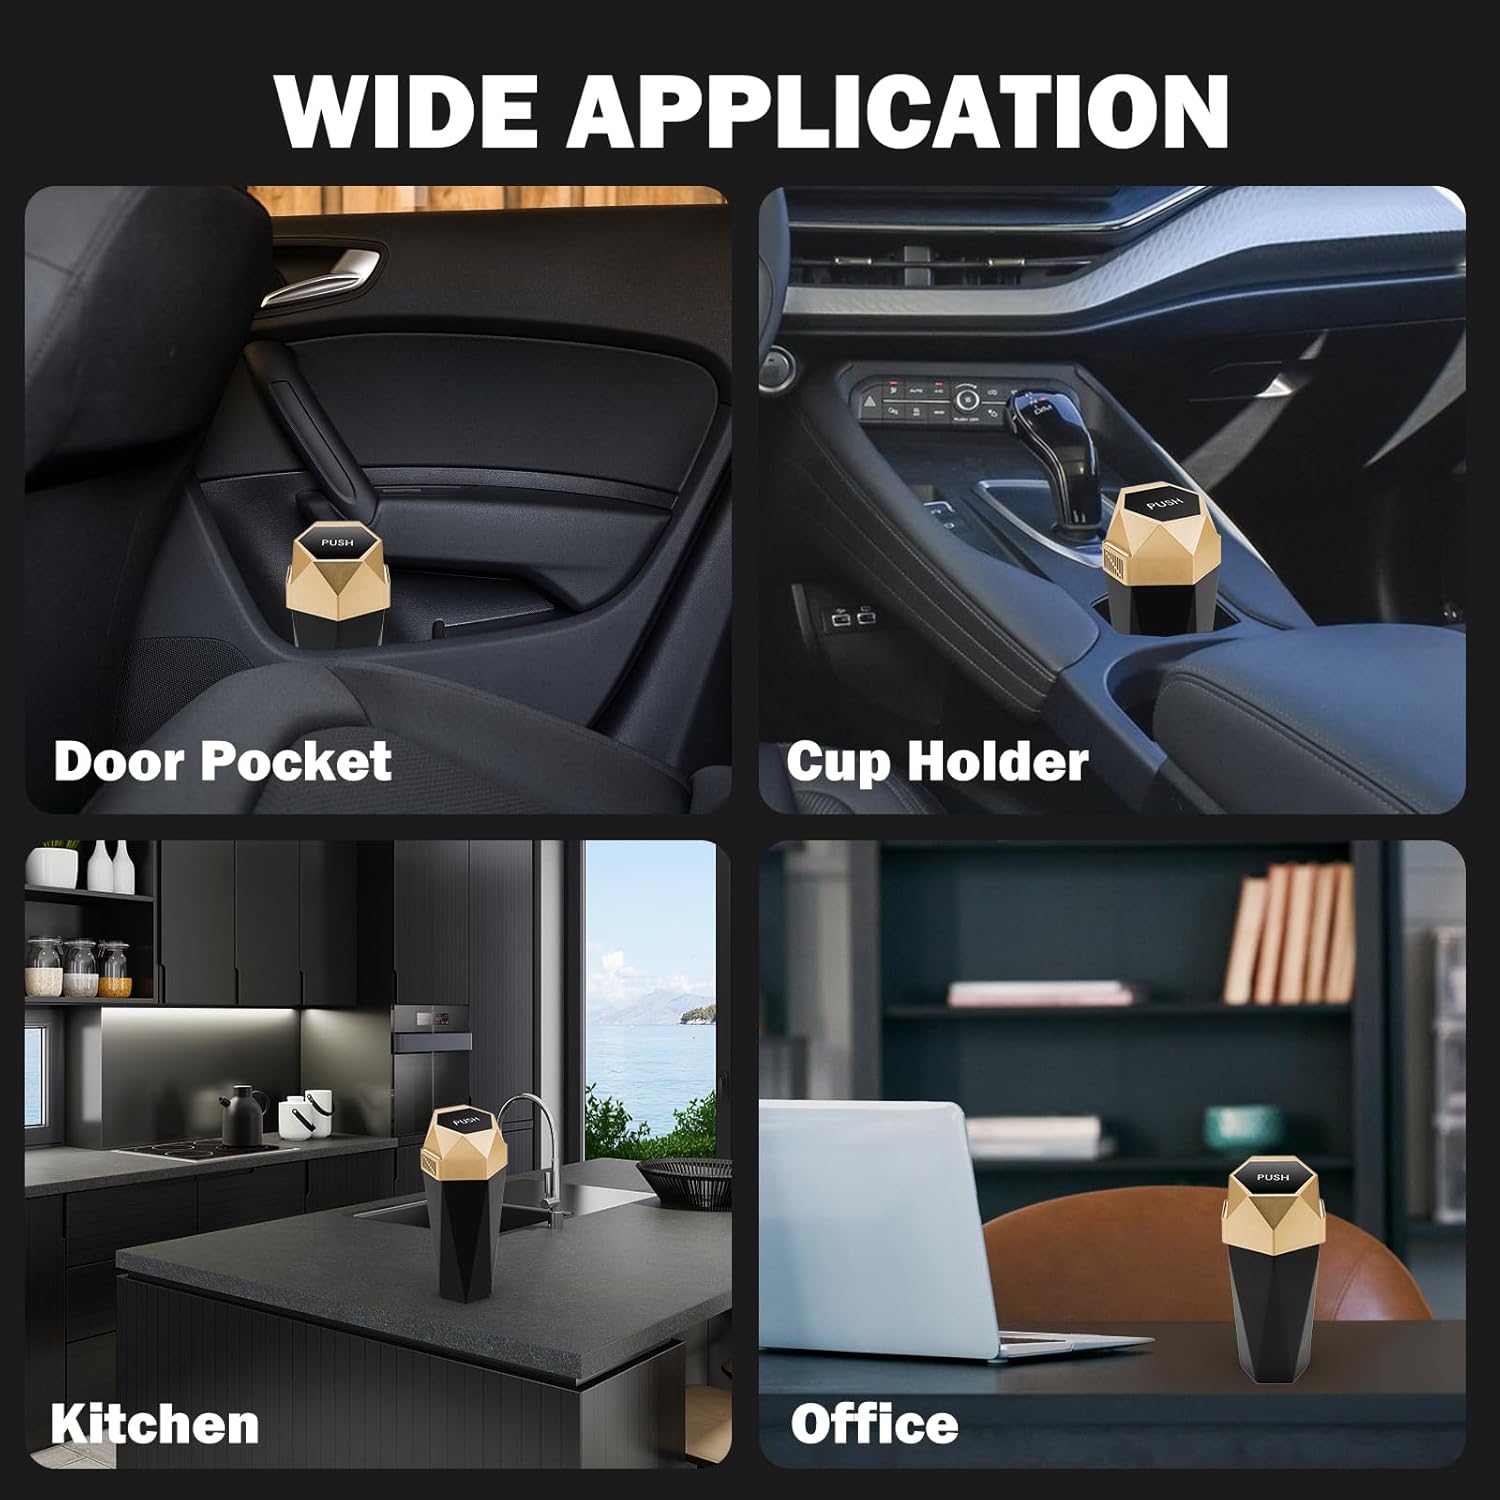 WIDE APPLICATION
PUSH
Door Pocket
PUSH
Cup Holder
PUSH
Kitchen
PUSH
Office